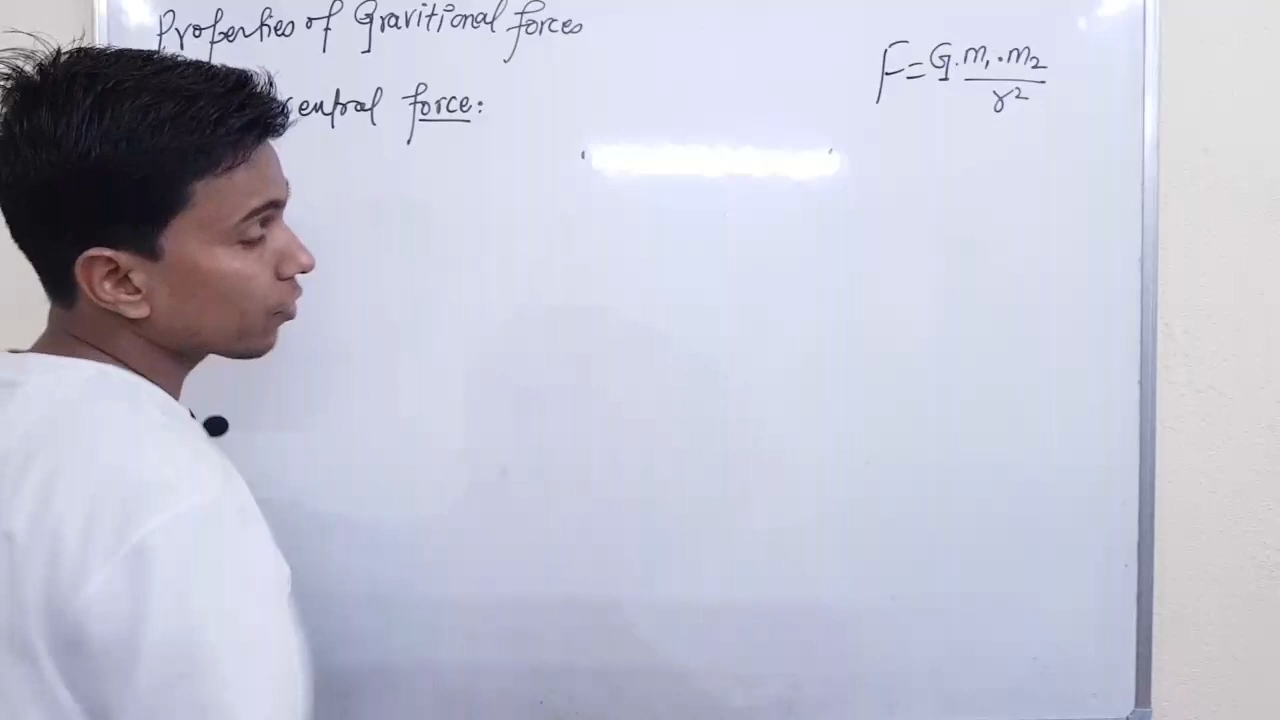 Properties of Gravitional forces
F = G.m₁.m₂ / r²
central force: